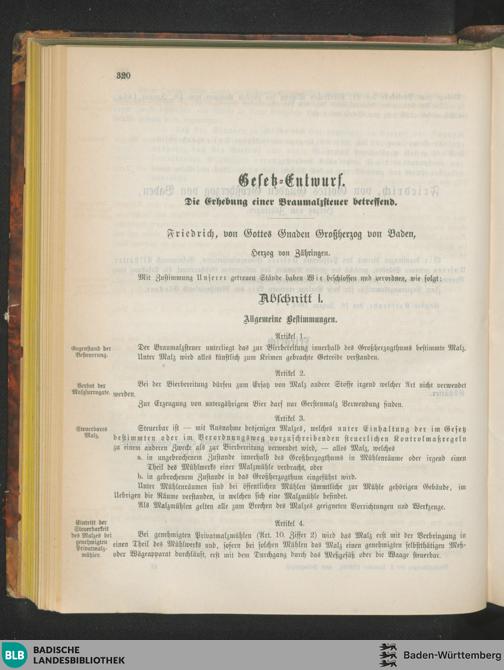 320
Gesetz-Entwurf.
Die Erhebung einer Braumalzsteuer betreffend.
Friedrich, von Gottes Gnaden Großherzog von Baden,
Herzog von Zähringen.
Mit Zustimmung Unserer getreuen Stände haben Wir beschlossen und verordnen, wie folgt:
Abschnitt I.
Allgemeine Bestimmungen.
Artikel 1.
Gegenstand der
Besteuerung.
Der Braumalzsteuer unterliegt das zur Bierbereitung innerhalb des Großherzogthums bestimmte Malz.
Unter Malz wird alles künstlich zum Keimen gebrachte Getreide verstanden.
Artikel 2.
Verbot der
Malzsurrogate.
Bei der Bierbereitung dürfen zum Ersatz von Malz andere Stoffe irgend welcher Art nicht verwendet
werden.
Zur Erzeugung von untergährigem Bier darf nur Gerstenmalz Verwendung finden.
Artikel 3.
Steuerbares
Malz.
Steuerbar ist — mit Ausnahme desjenigen Malzes, welches unter Einhaltung der im Gesetz
bestimmten oder im Verordnungsweg vorzuschreibenden steuerlichen Kontrolmaßregeln
zu einem anderen Zwecke als zur Bierbereitung verwendet wird, — alles Malz, welches
a. in ungebrochenem Zustande innerhalb des Großherzogthums in Mühlenräume oder irgend einen
Theil des Mühlwerks einer Malzmühle verbracht, oder
b. in gebrochenem Zustande in das Großherzogthum eingeführt wird.
Unter Mühlenräumen sind bei öffentlichen Mühlen sämmtliche zur Mühle gehörigen Gebäude, im
Uebrigen die Räume verstanden, in welchen sich eine Malzmühle befindet.
Als Malzmühlen gelten alle zum Brechen des Malzes geeigneten Vorrichtungen und Werkzeuge.
Artikel 4.
Eintritt der
Steuerbarkeit
des Malzes bei
genehmigten
Privatmalz-
mühlen.
Bei genehmigten Privatmalzmühlen (Art. 10, Ziffer 2) wird das Malz erst mit der Verbringung in
einen Theil des Mühlwerks und, sofern bei solchen Mühlen das Malz einen genehmigten selbstthätigen Meß-
oder Wägeapparat durchläuft, erst mit dem Durchgang durch das Meßgefäß oder die Waage steuerbar.
BLB BADISCHE
LANDESBIBLIOTHEK
Baden-Württemberg